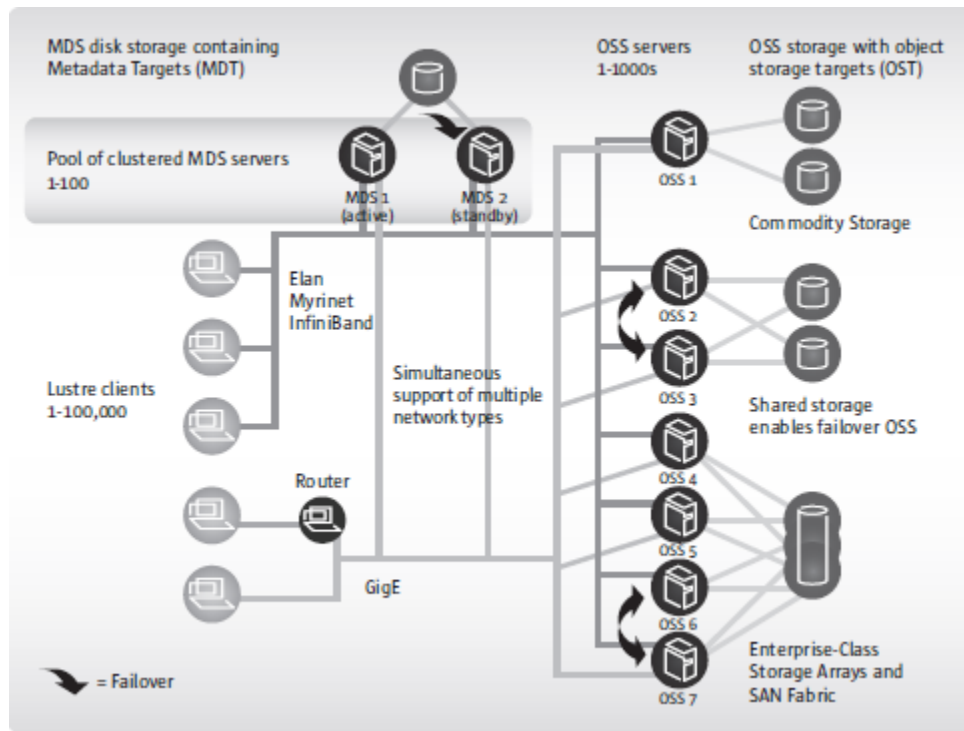 MDS disk storage containing
Metadata Targets (MDT)
OSS servers
1-1000s
OSS storage with object
storage targets (OST)
Pool of clustered MDS servers
1-100
MDS 1
(active)
MDS 2
(standby)
OSS 1
Commodity Storage
Elan
Myrinet
InfiniBand
OSS 2
Lustre clients
1-100,000
Simultaneous
support of multiple
network types
OSS 3
Shared storage
enables failover OSS
OSS 4
Router
OSS 5
GigE
OSS 6
Enterprise-Class
Storage Arrays and
SAN Fabric
OSS 7
= Failover